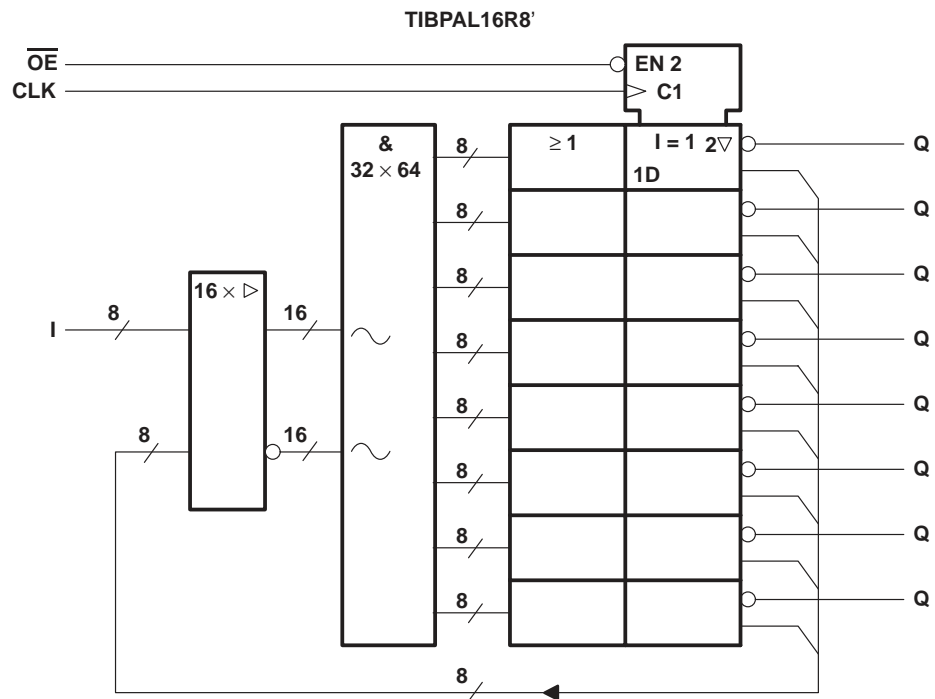 TIBPAL16R8’
OE
EN 2
CLK
C1
&
32 × 64
8
≥ 1
I = 1
2▽
1D
Q
8
Q
8
Q
16 × ▷
I
8
16
8
Q
8
Q
8
16
8
Q
8
Q
8
Q
8